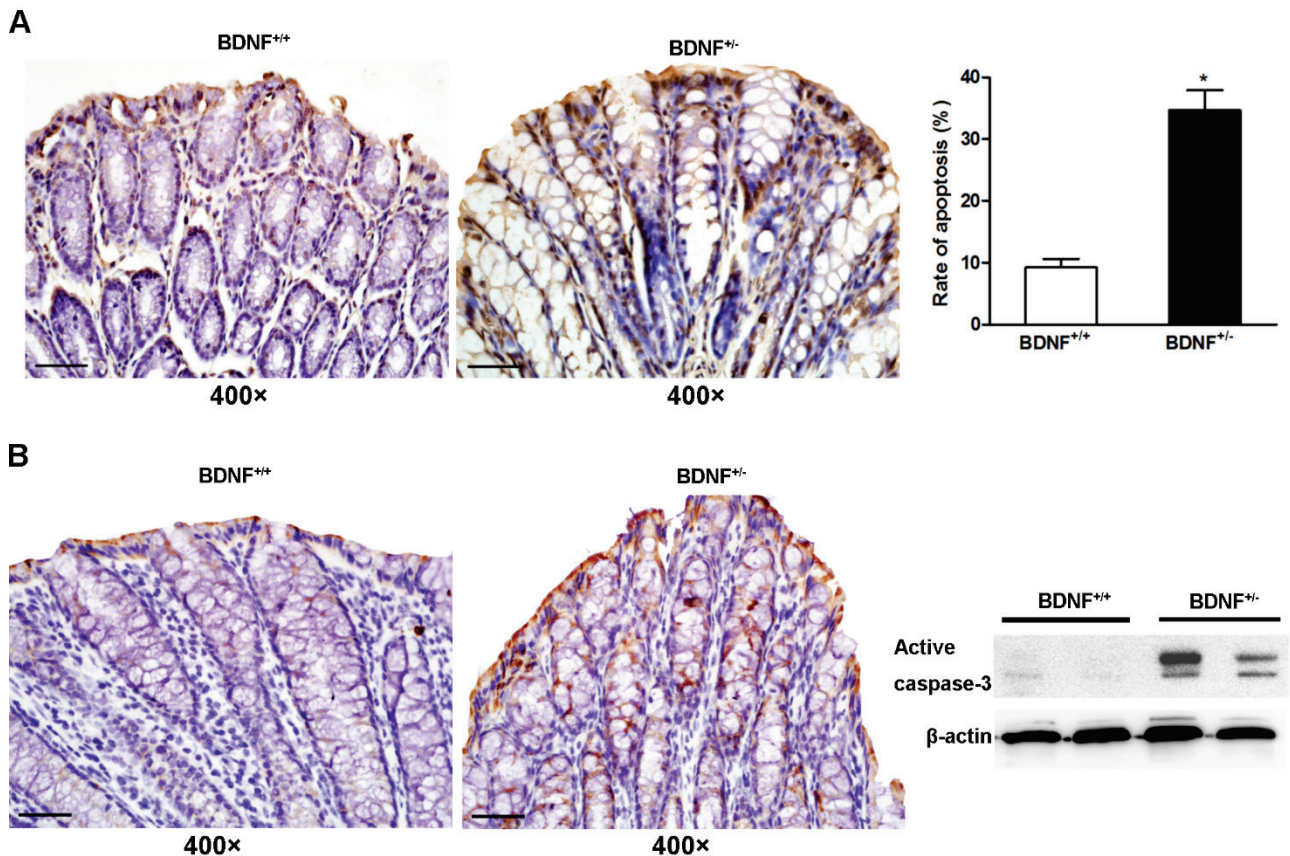 A
BDNF+/+
BDNF+/-
400×
400×
Rate of apoptosis (%)
40
30
20
10
0
*
BDNF+/+
BDNF+/-
B
BDNF+/+
BDNF+/-
400×
400×
BDNF+/+
BDNF+/-
Active
caspase-3
β-actin